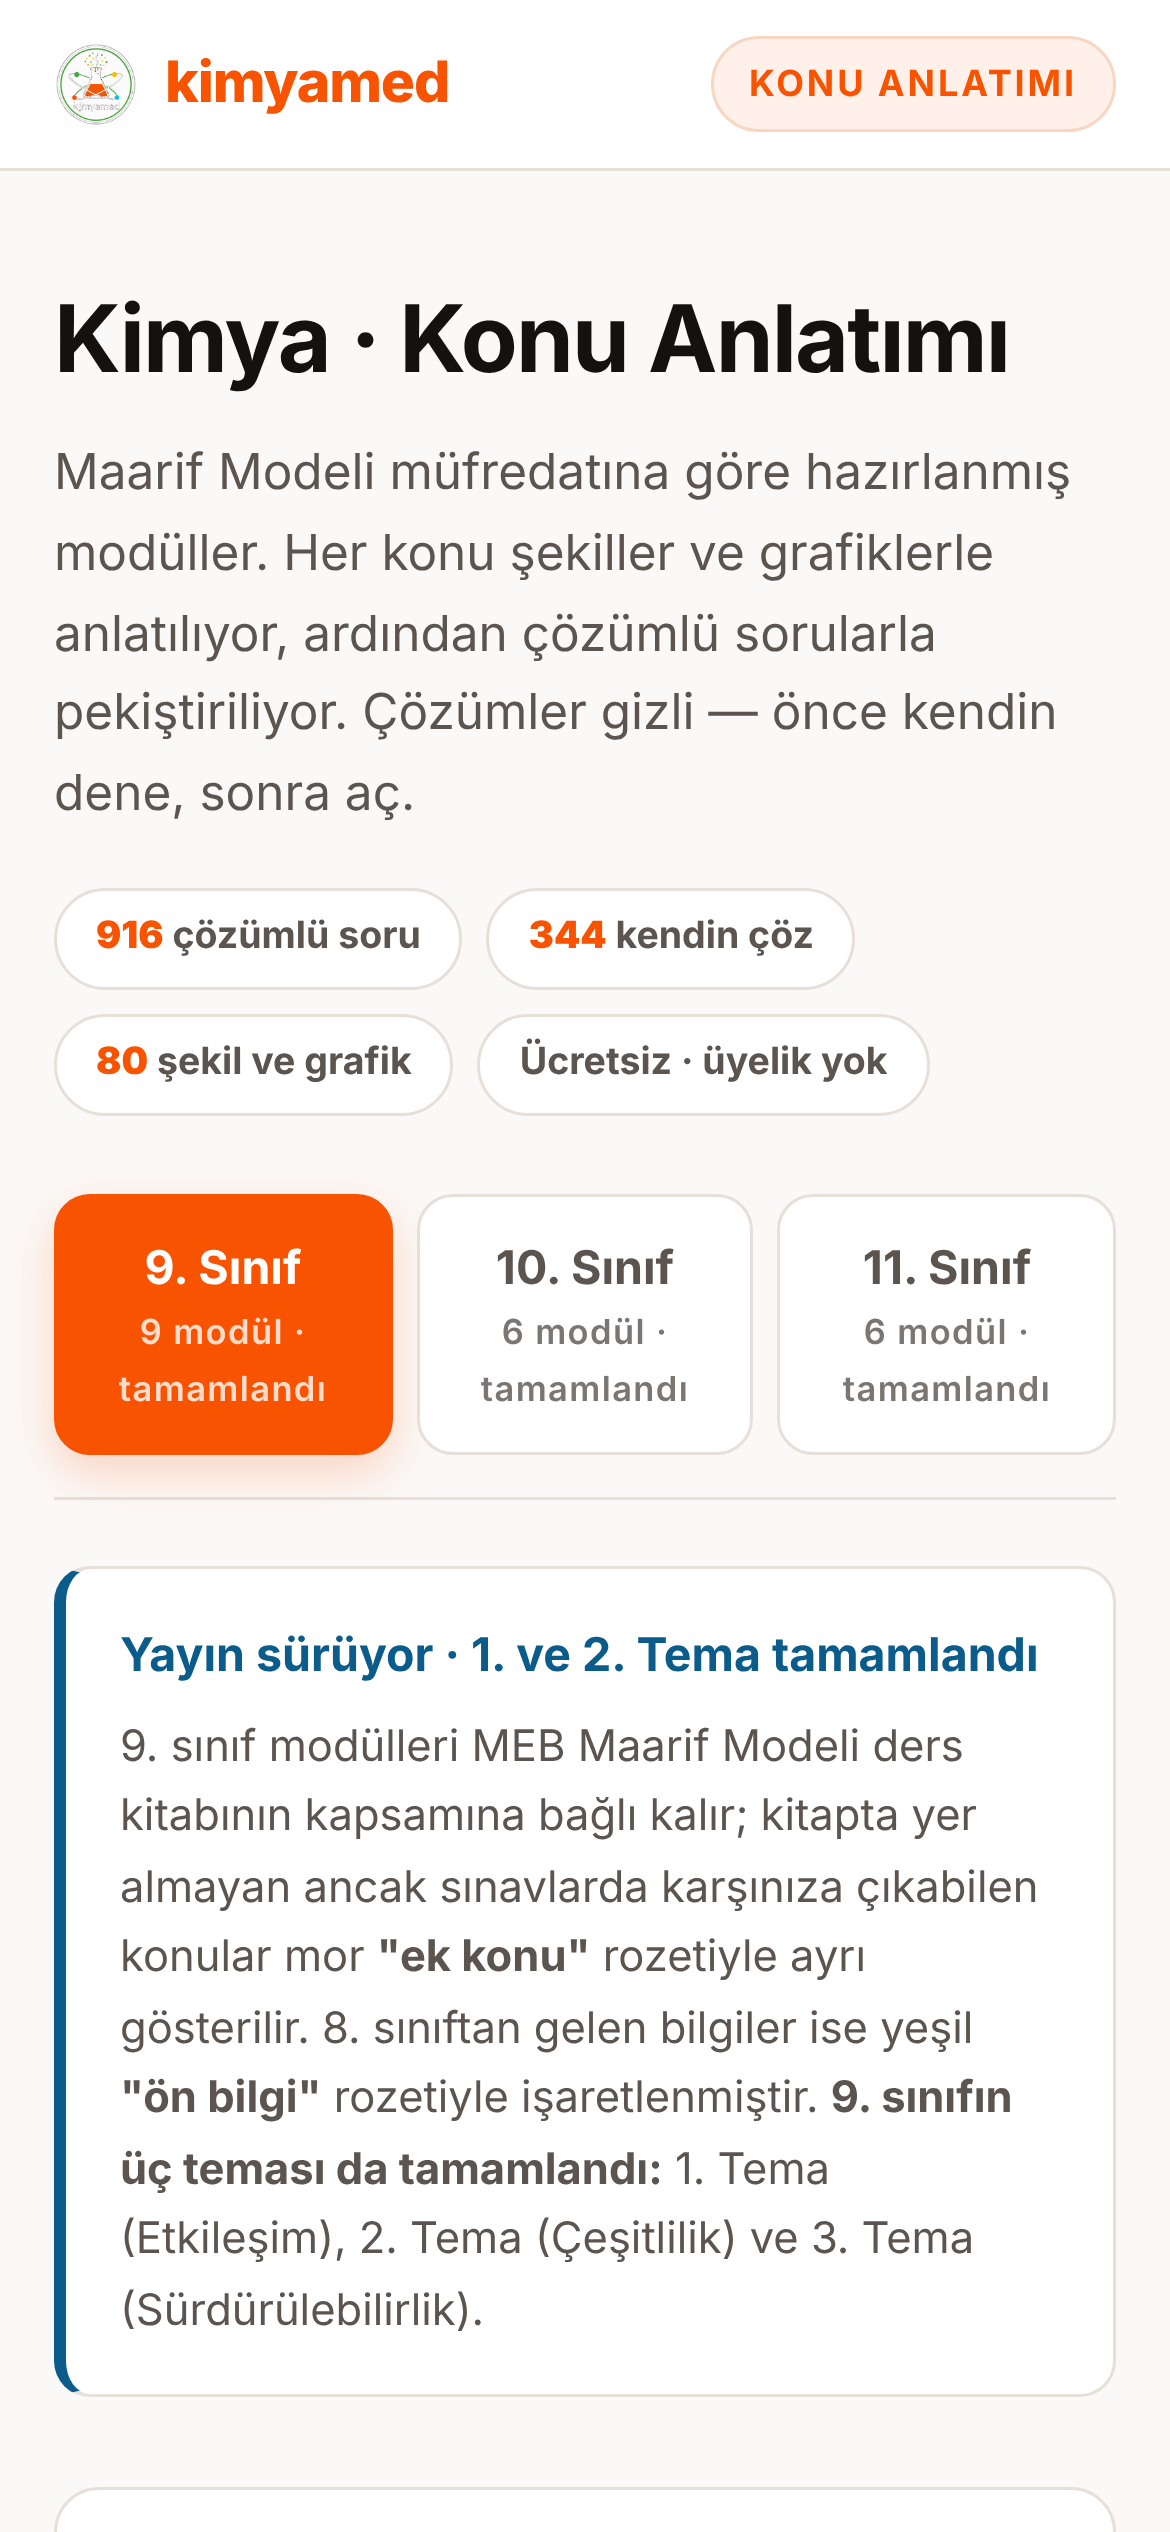 kimyamed
kimyamed
KONU ANLATIMI
Kimya · Konu Anlatımı
Maarif Modeli müfredatına göre hazırlanmış
modüller. Her konu şekiller ve grafiklerle
anlatılıyor, ardından çözümlü sorularla
pekiştiriliyor. Çözümler gizli — önce kendin
dene, sonra aç.
916 çözümlü soru
344 kendin çöz
80 şekil ve grafik
Ücretsiz · üyelik yok
9. Sınıf
9 modül ·
tamamlandı
10. Sınıf
6 modül ·
tamamlandı
11. Sınıf
6 modül ·
tamamlandı
Yayın sürüyor · 1. ve 2. Tema tamamlandı
9. sınıf modülleri MEB Maarif Modeli ders
kitabının kapsamına bağlı kalır; kitapta yer
almayan ancak sınavlarda karşınıza çıkabilen
konular mor "ek konu" rozetiyle ayrı
gösterilir. 8. sınıftan gelen bilgiler ise yeşil
"ön bilgi" rozetiyle işaretlenmiştir. 9. sınıfın
üç teması da tamamlandı: 1. Tema
(Etkileşim), 2. Tema (Çeşitlilik) ve 3. Tema
(Sürdürülebilirlik).